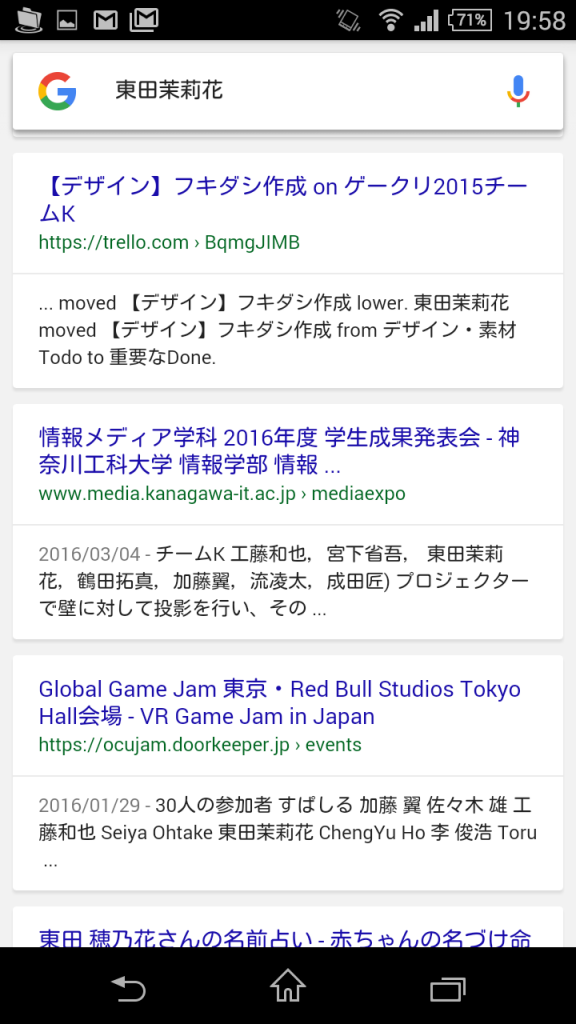 71% 19:58
東田茉莉花
【デザイン】フキダシ作成 on ゲークリ2015チー
ムK
https://trello.com › BqmgJIMB
... moved 【デザイン】フキダシ作成 lower. 東田茉莉花
moved 【デザイン】フキダシ作成 from デザイン・素材
Todo to 重要なDone.
情報メディア学科 2016年度 学生成果発表会 - 神
奈川工科大学 情報学部 情報 ...
www.media.kanagawa-it.ac.jp › mediaexpo
2016/03/04 - チームK 工藤和也，宮下省吾， 東田茉莉
花，鶴田拓真，加藤翼，流凌太，成田匠) プロジェクター
で壁に対して投影を行い、その ...
Global Game Jam 東京・Red Bull Studios Tokyo
Hall会場 - VR Game Jam in Japan
https://ocujam.doorkeeper.jp › events
2016/01/29 - 30人の参加者 すぱしる 加藤 翼 佐々木 雄 工
藤和也 Seiya Ohtake 東田茉莉花 ChengYu Ho 李 俊浩 Toru
...
東田 穂乃花さんの名前占い - 赤ちゃんの名づけ命